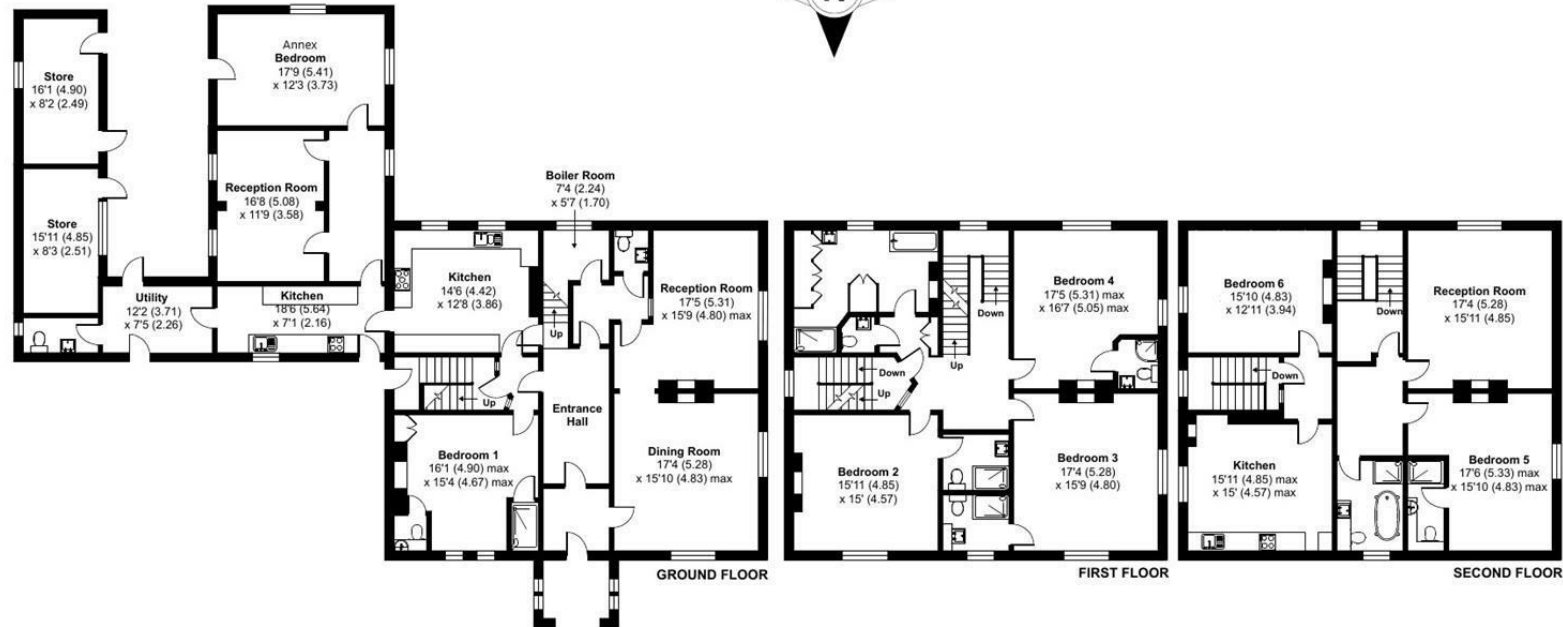 Store
16'1 (4.90)
x 8'2 (2.49)
Store
15'11 (4.85)
x 8'3 (2.51)
Annex
Bedroom
17'9 (5.41)
x 12'3 (3.73)
Reception Room
16'8 (5.08)
x 11'9 (3.58)
Utility
12'2 (3.71)
x 7'5 (2.26)
Kitchen
18'6 (5.64)
x 7'1 (2.16)
Boiler Room
7'4 (2.24)
x 5'7 (1.70)
Kitchen
14'6 (4.42)
x 12'8 (3.86)
Up
Up
Reception Room
17'5 (5.31)
x 15'9 (4.80) max
Entrance
Hall
Bedroom 1
16'1 (4.90) max
x 15'4 (4.67) max
Dining Room
17'4 (5.28)
x 15'10 (4.83) max
GROUND FLOOR
Down
Up
Down
Up
Bedroom 4
17'5 (5.31) max
x 16'7 (5.05) max
Bedroom 2
15'11 (4.85)
x 15' (4.57)
Bedroom 3
17'4 (5.28)
x 15'9 (4.80)
FIRST FLOOR
Bedroom 6
15'10 (4.83)
x 12'11 (3.94)
Down
Down
Reception Room
17'4 (5.28)
x 15'11 (4.85)
Kitchen
15'11 (4.85) max
x 15' (4.57) max
Bedroom 5
17'6 (5.33) max
x 15'10 (4.83) max
SECOND FLOOR